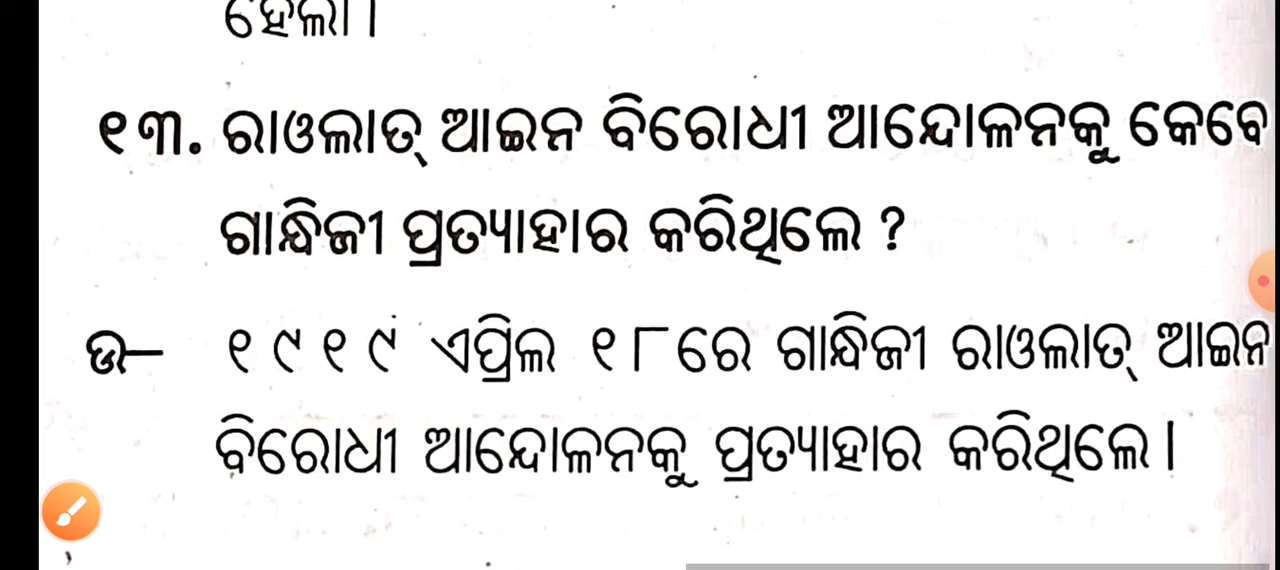 ହେଲା ।
୧୩. ରାଓଲାତ୍ ଆଇନ ବିରୋଧୀ ଆନ୍ଦୋଳନକୁ କେବେ
ଗାନ୍ଧିଜୀ ପ୍ରତ୍ୟାହାର କରିଥିଲେ ?
ଉ– ୧୯୧୯ ଏପ୍ରିଲ ୧୮ରେ ଗାନ୍ଧିଜୀ ରାଓଲାତ୍ ଆଇନ
ବିରୋଧୀ ଆନ୍ଦୋଳନକୁ ପ୍ରତ୍ୟାହାର କରିଥିଲେ ।